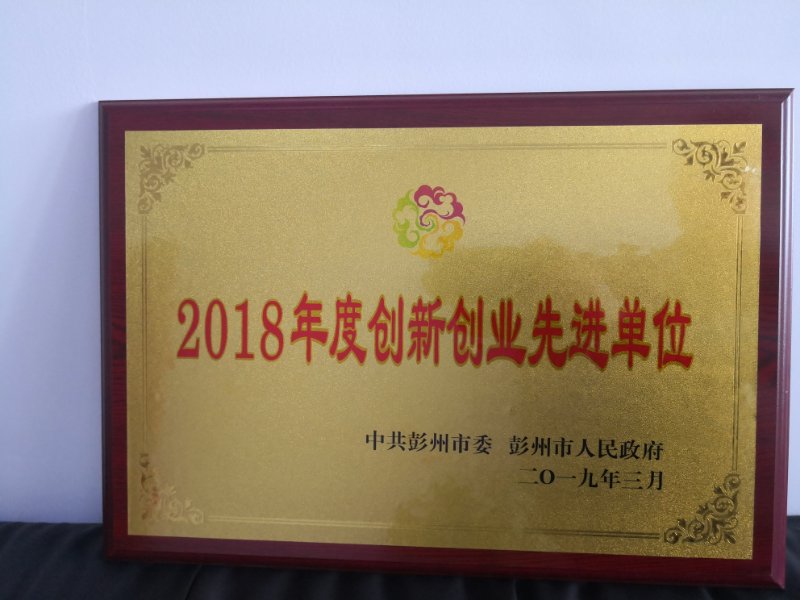 2018年度创新创业先进单位
中共彭州市委 彭州市人民政府
二〇一九年三月